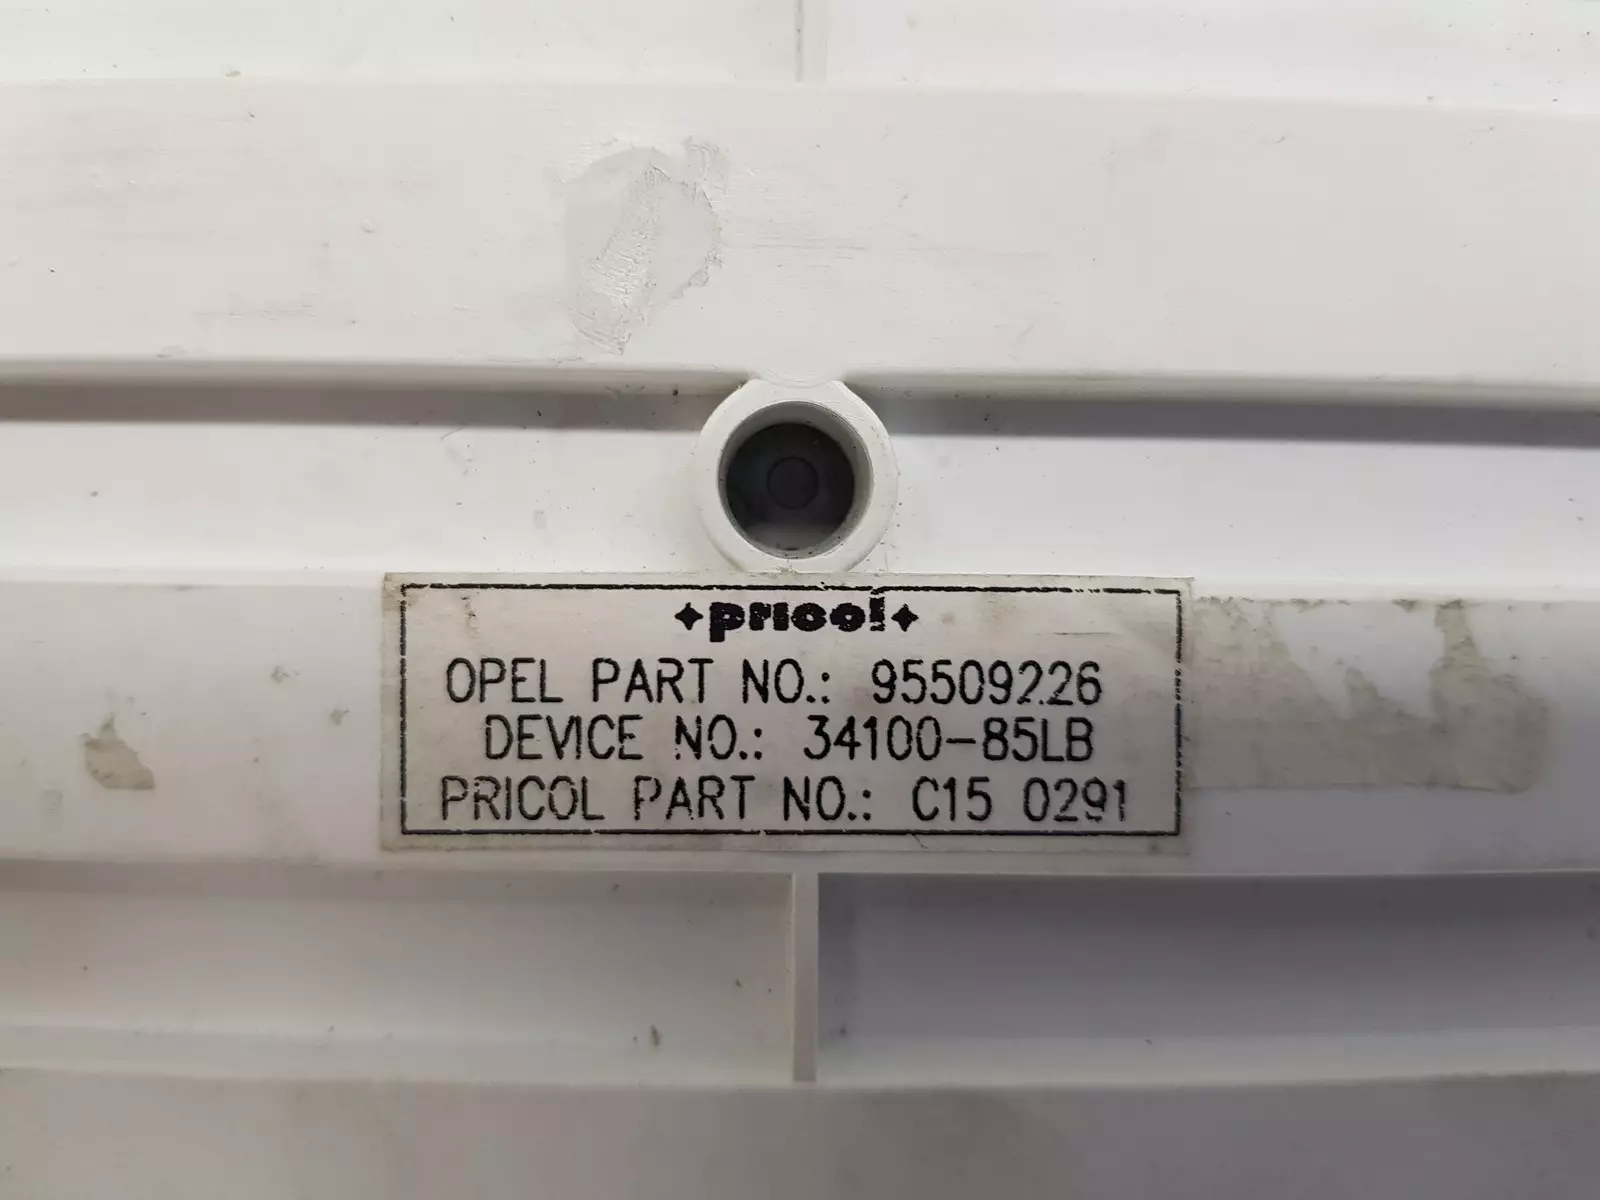 pricol
OPEL PART NO.: 95509226
DEVICE NO.: 34100-85LB
PRICOL PART NO.: C15 0291